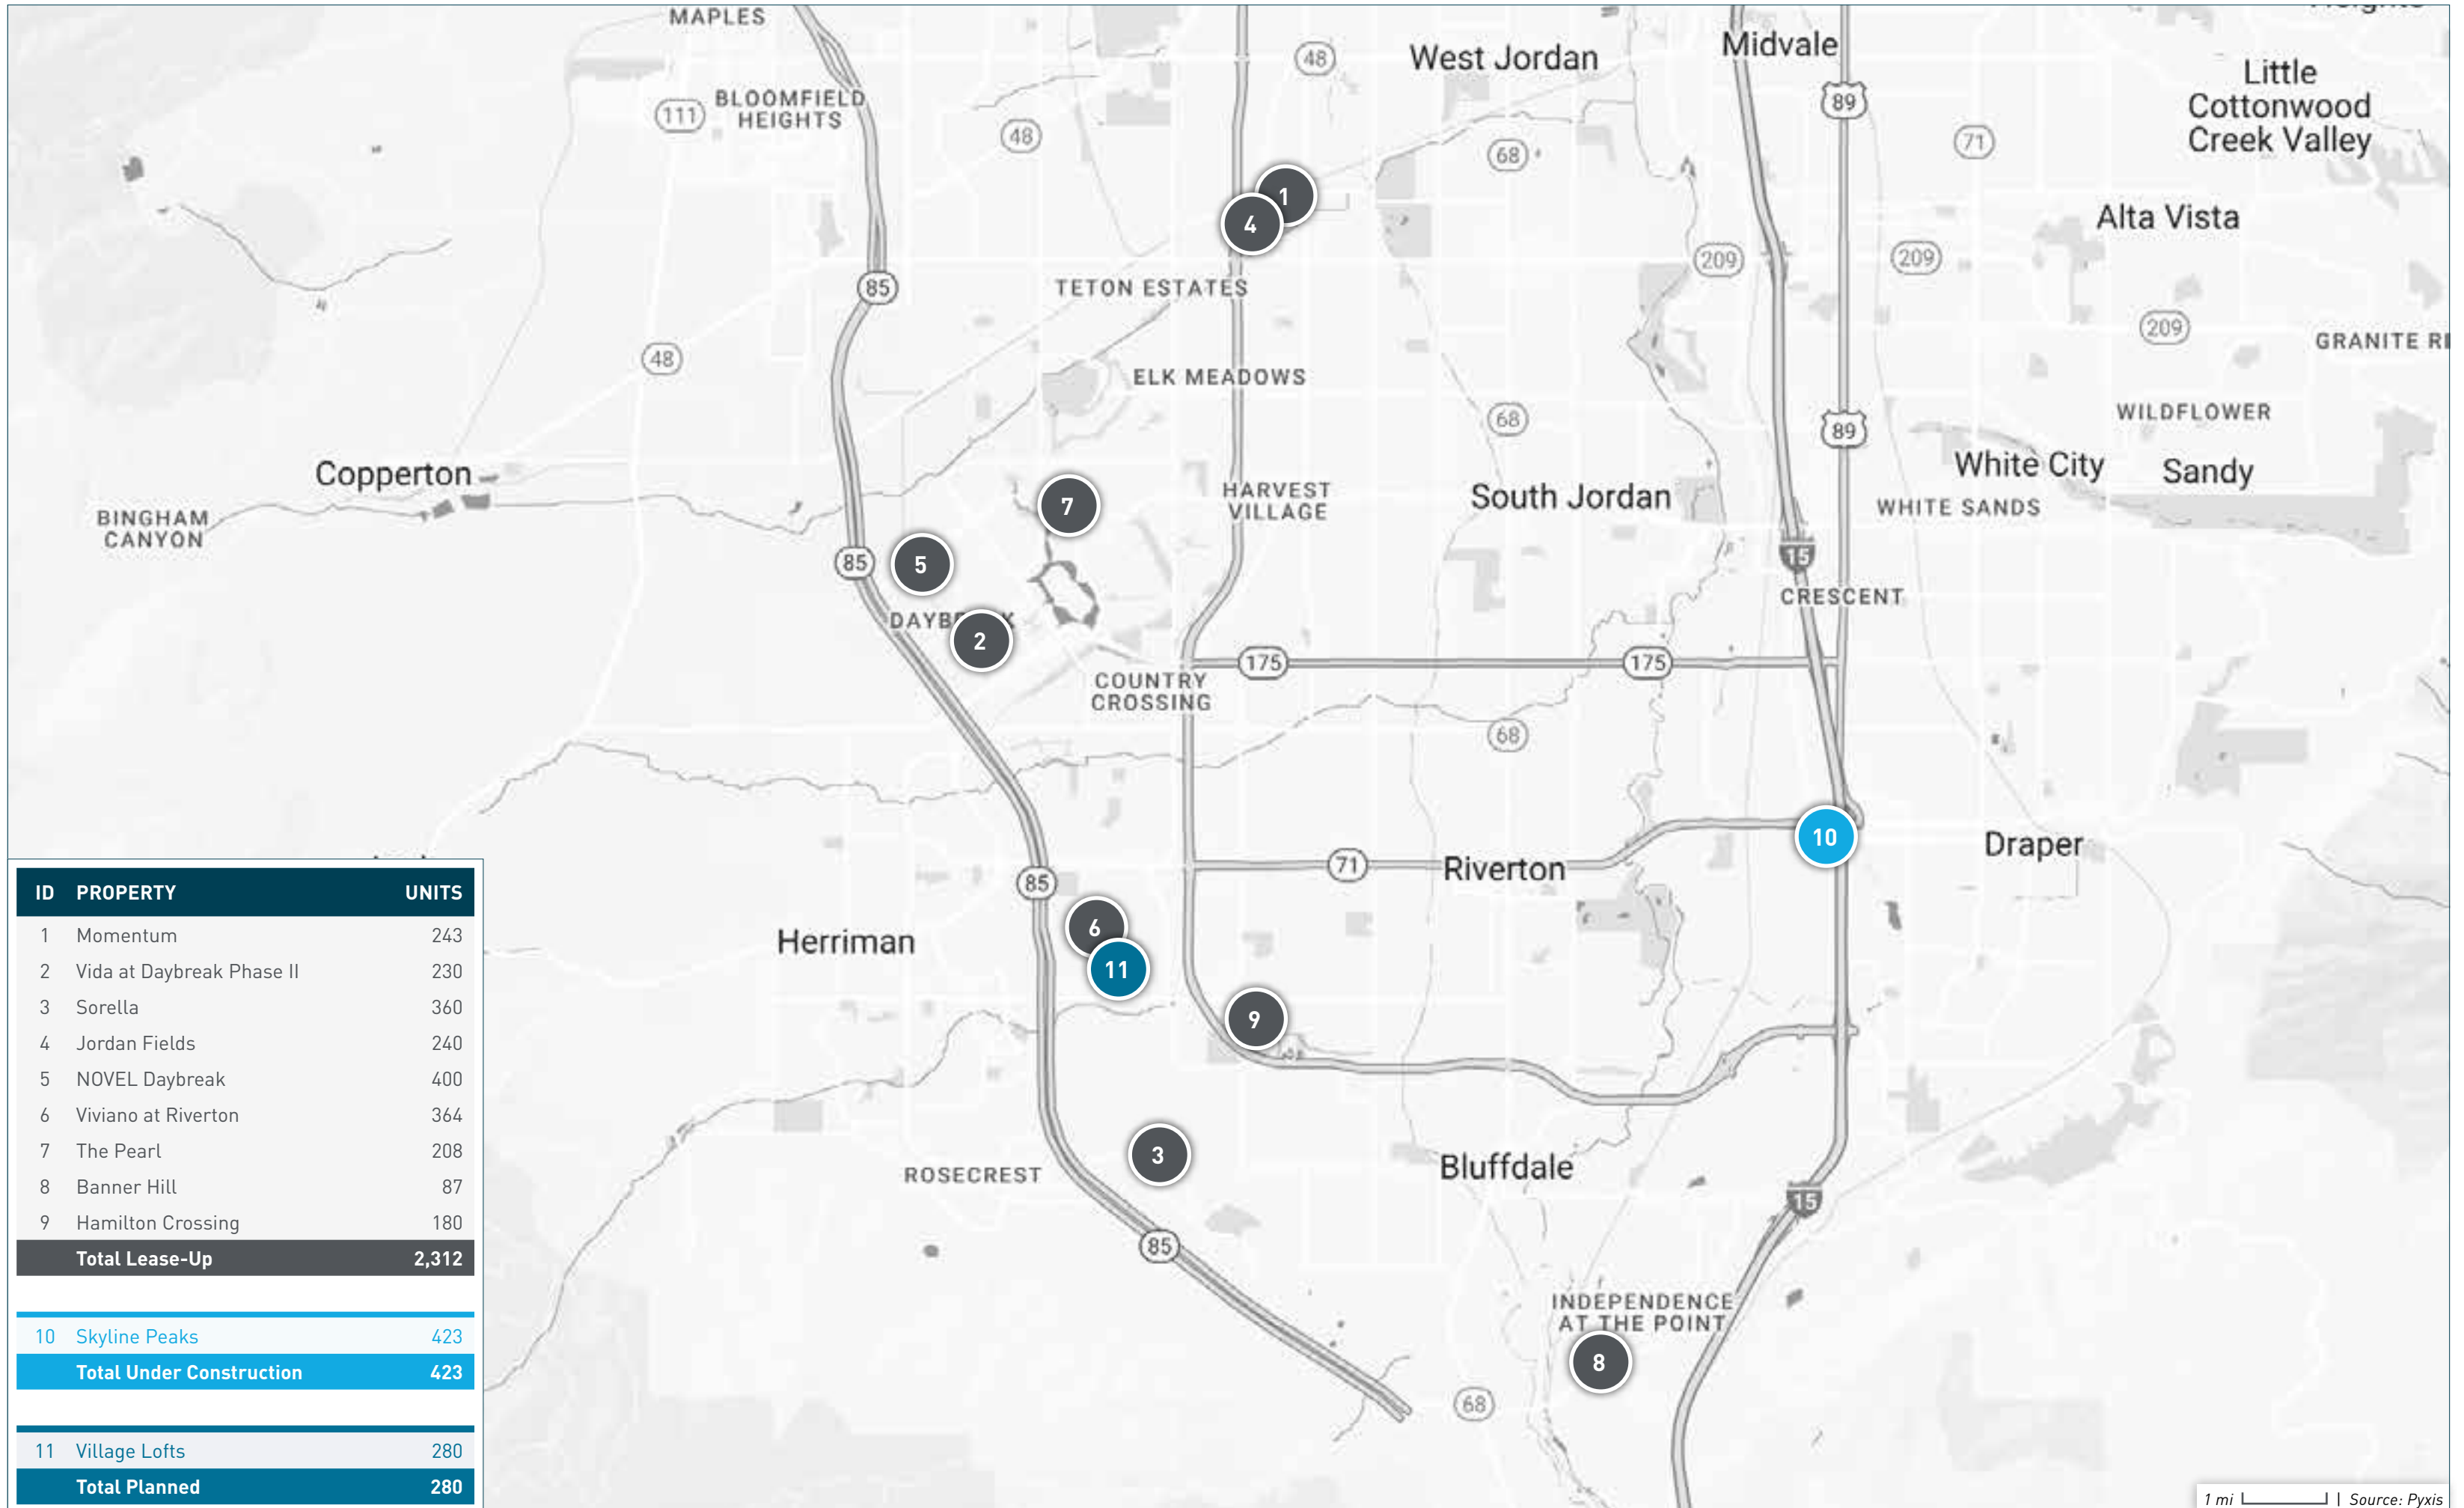 MAPLES
West Jordan
Midvale
48
89
Little
Cottonwood
Creek Valley
111
BLOOMFIELD
HEIGHTS
48
68
71
1
4
Alta Vista
209
209
85
TETON ESTATES
209
GRANITE RI
48
ELK MEADOWS
68
WILDFLOWER
89
Copperton
White City
Sandy
7
HARVEST
VILLAGE
South Jordan
WHITE SANDS
BINGHAM
CANYON
85
5
15
CRESCENT
2
175
175
COUNTRY
CROSSING
68
10
Draper
71
Riverton
85
6
Herriman
11
9
3
ROSECREST
Bluffdale
15
85
INDEPENDENCE
AT THE POINT
8
68
ID PROPERTY UNITS
1 Momentum 243
2 Vida at Daybreak Phase II 230
3 Sorella 360
4 Jordan Fields 240
5 NOVEL Daybreak 400
6 Viviano at Riverton 364
7 The Pearl 208
8 Banner Hill 87
9 Hamilton Crossing 180
Total Lease-Up 2,312
10 Skyline Peaks 423
Total Under Construction 423
11 Village Lofts 280
Total Planned 280
1 mi | Source: Pyxis